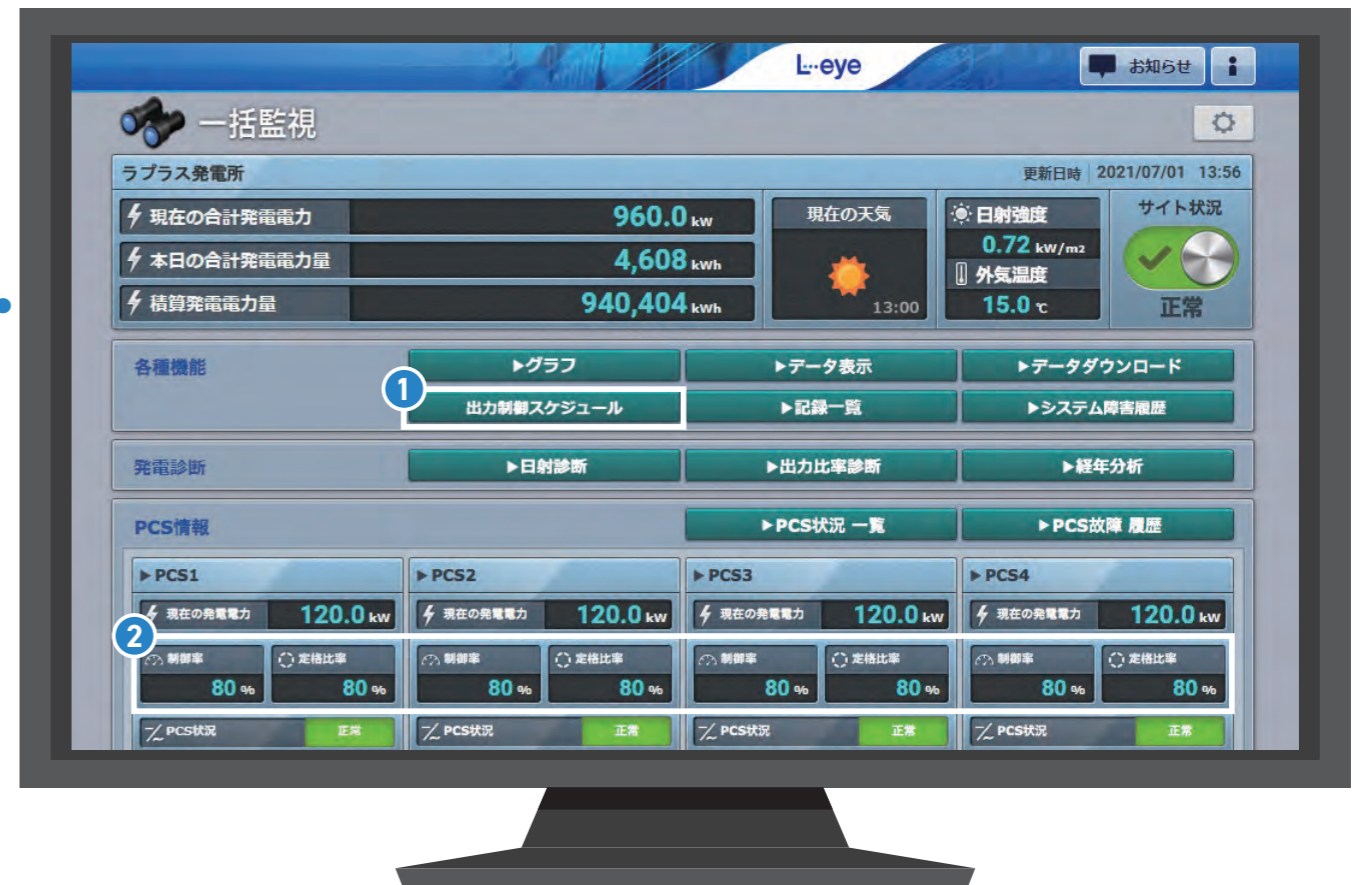 L・・・eye
お知らせ
i
一括監視
ラプラス発電所
更新日時 2021/07/01 13:56
現在の合計発電電力 960.0 kW
本日の合計発電電力量 4,608 kWh
積算発電電力量 940,404 kWh
現在の天気
13:00
日射強度
0.72 kW/m2
外気温度
15.0 ℃
サイト状況
正常
各種機能
▶グラフ ▶データ表示 ▶データダウンロード
1
出力制御スケジュール ▶記録一覧 ▶システム障害履歴
発電診断 ▶日射診断 ▶出力比率診断 ▶経年分析
PCS情報 ▶PCS状況 一覧 ▶PCS故障 履歴
▶ PCS1 ▶ PCS2 ▶ PCS3 ▶ PCS4
現在の発電電力 120.0 kW 現在の発電電力 120.0 kW 現在の発電電力 120.0 kW 現在の発電電力 120.0 kW
2
制御率 定格比率 制御率 定格比率 制御率 定格比率 制御率 定格比率
80 % 80 % 80 % 80 % 80 % 80 % 80 % 80 %
PCS状況 正常 PCS状況 正常 PCS状況 正常 PCS状況 正常